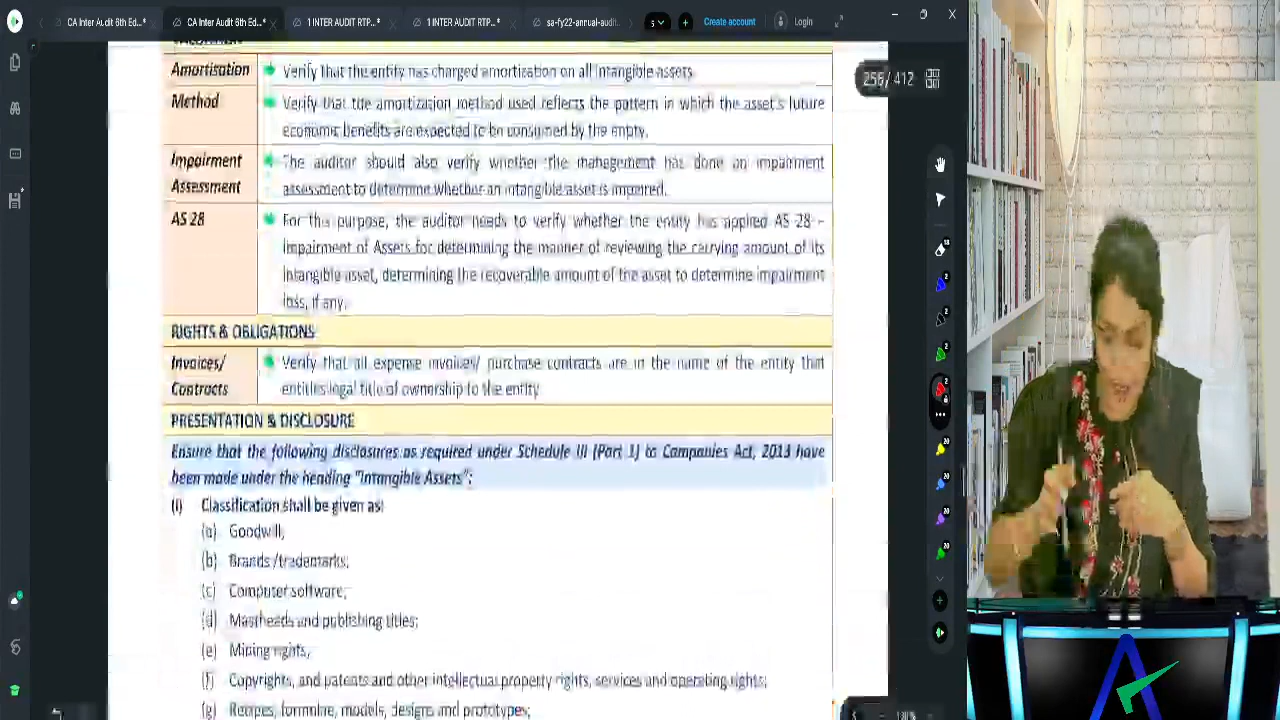 CA Inter Audit 5th Ed...*
CA Inter Audit 6th Ed...*
1 INTER AUDIT RTP...*
1 INTER AUDIT RTP...*
sa-fy22-annual-audit.
5
Create account
Login
256/ 412
Amortisation
Verify that the entity has charged amortization on all intangible assets.
Method
Verify that the amortization method used reflects the pattern in which the asset's future
economic benefits are expected to be consumed by the
Impairment
Assessment
The auditor should also verify whether the management has done an impairment
assessment to determine whether an intangible asset is impaired.
AS 28
For this purpose, the auditor needs to verify whether the entity has applied AS 28 -
Impairment of Assets for determining the manner of reviewing the carrying amount of its
intangible asset, determining the recoverable amount of the asset to determine impairment
loss, if any.
RIGHTS & OBLIGATIONS
Invoices/
Contracts
Verify that all expense invoices/ purchase contracts are in the name of the entity that
entitles legal title of ownership to the entity
PRESENTATION & DISCLOSURE
Ensure that the following disclosures as required under Schedule III (Part 1) to Companies Act, 2013 have
been made under the heading "Intangible Assets":
(i) Classification shall be given as:
(a) Goodwill;
(b) Brands /trademarks;
(c) Computer software;
(d) Mastheads and publishing titles;
(e) Mining rights;
(f) Copyrights, and patents and other intellectual property rights, services and operating rights;
(g) Recipes, formulae, models, designs and prototypes;